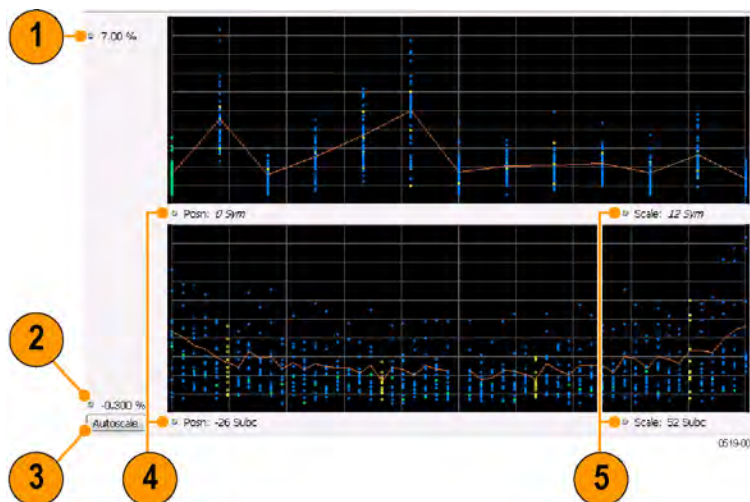 1
7.00 %
Posn: 0 Sym
Scale: 12 Sym
2
-0.300 %
Autoscale
Posn: -26 Subc
Scale: 52 Subc
0519-00
3
4
5